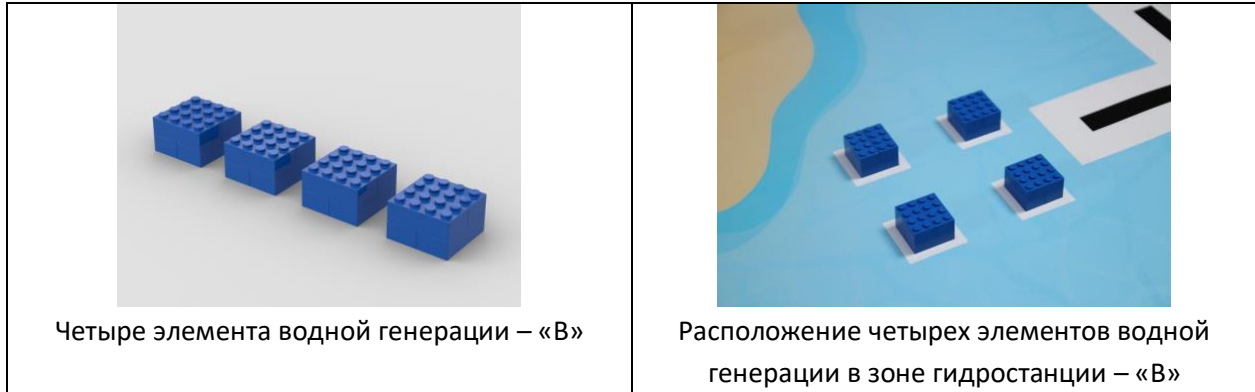 Четыре элемента водной генерации – «В»
Расположение четырех элементов водной
генерации в зоне гидростанции – «В»